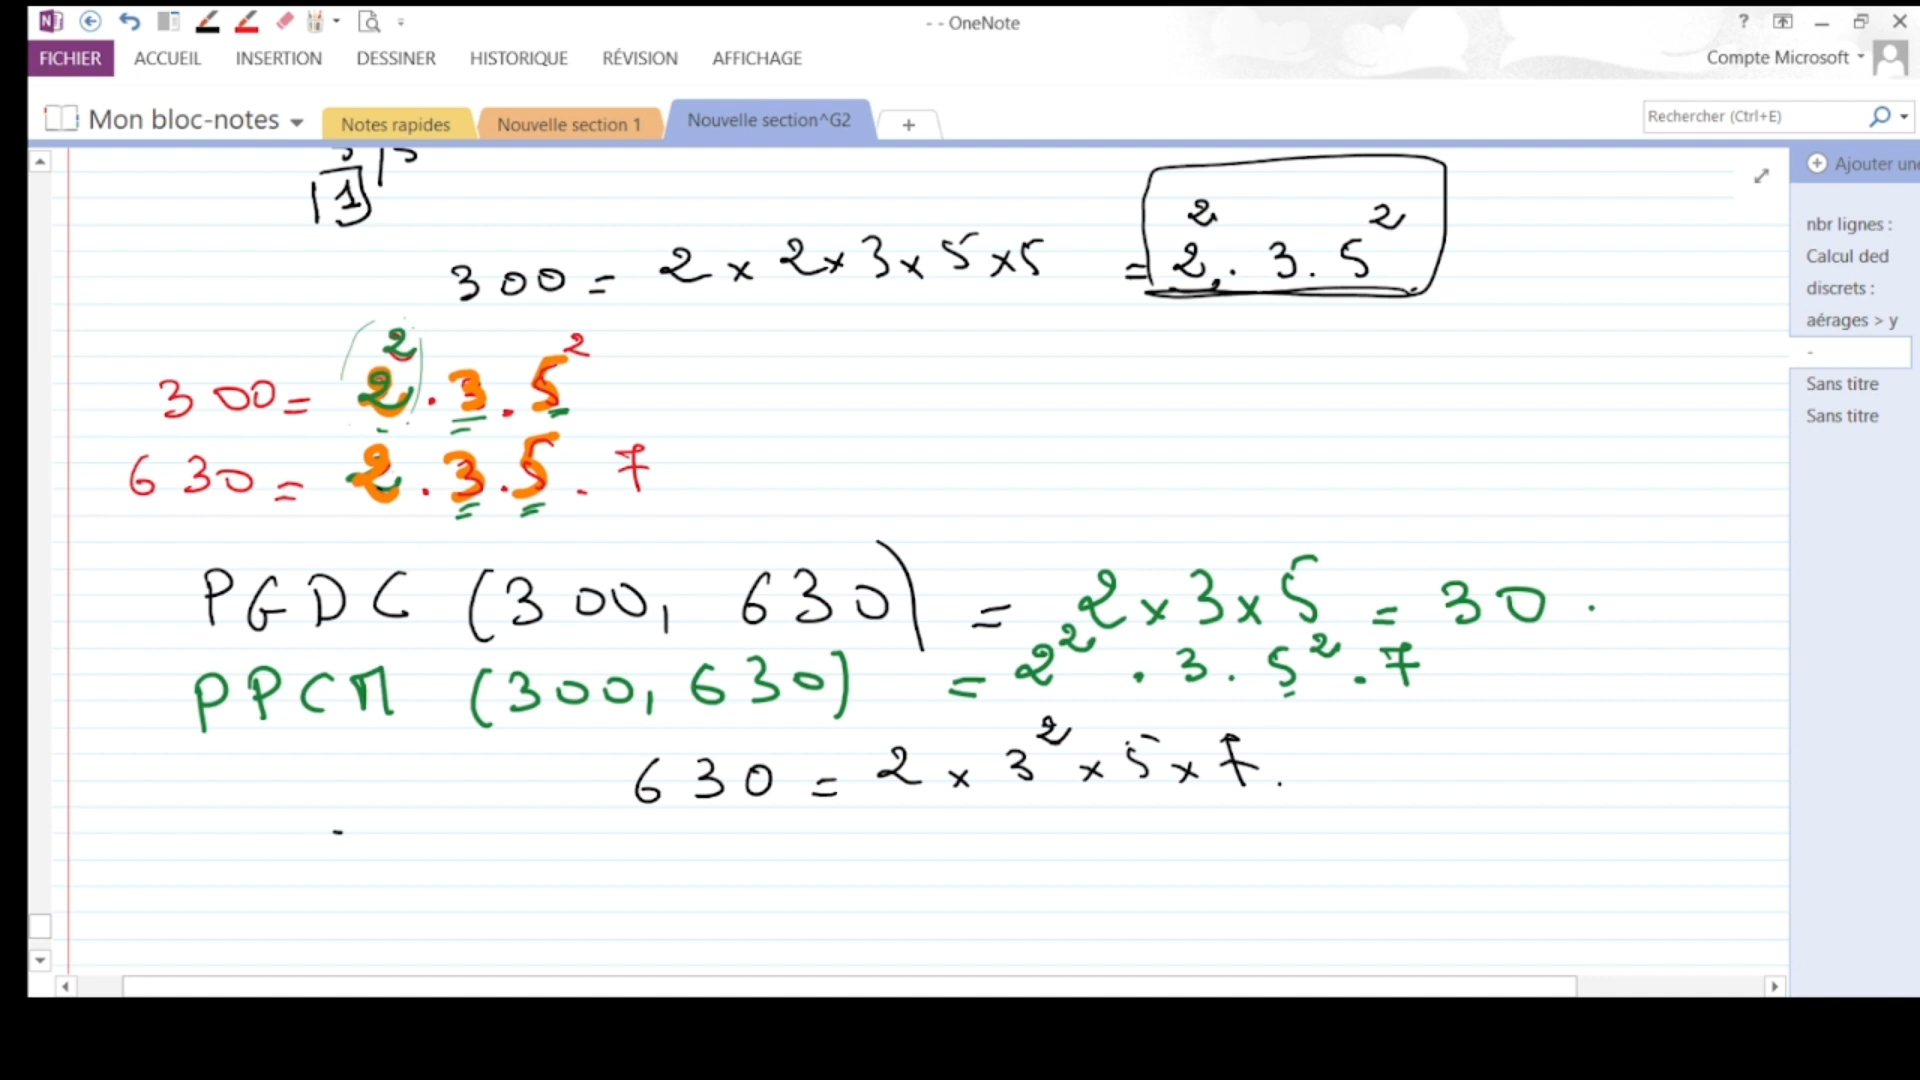 - - OneNote
?
FICHIER ACCUEIL INSERTION DESSINER HISTORIQUE RÉVISION AFFICHAGE
Compte Microsoft
Mon bloc-notes Notes rapides Nouvelle section 1 Nouvelle section^G2 +
Rechercher (Ctrl+E)
Ajouter une
nbr lignes :
Calcul ded
discrets :
aérages > y
-
Sans titre
Sans titre
1
300 = 2 x 2 x 3 x 5 x 5 = 2² . 3 . 5²
300 = 2² . 3 . 5²
630 = 2 . 3 . 5 . 7
PGDC (300, 630) = 2 x 3 x 5 = 30 .
PPCM (300, 630) = 2² . 3 . 5² . 7
630 = 2 x 3² x 5 x 7 .